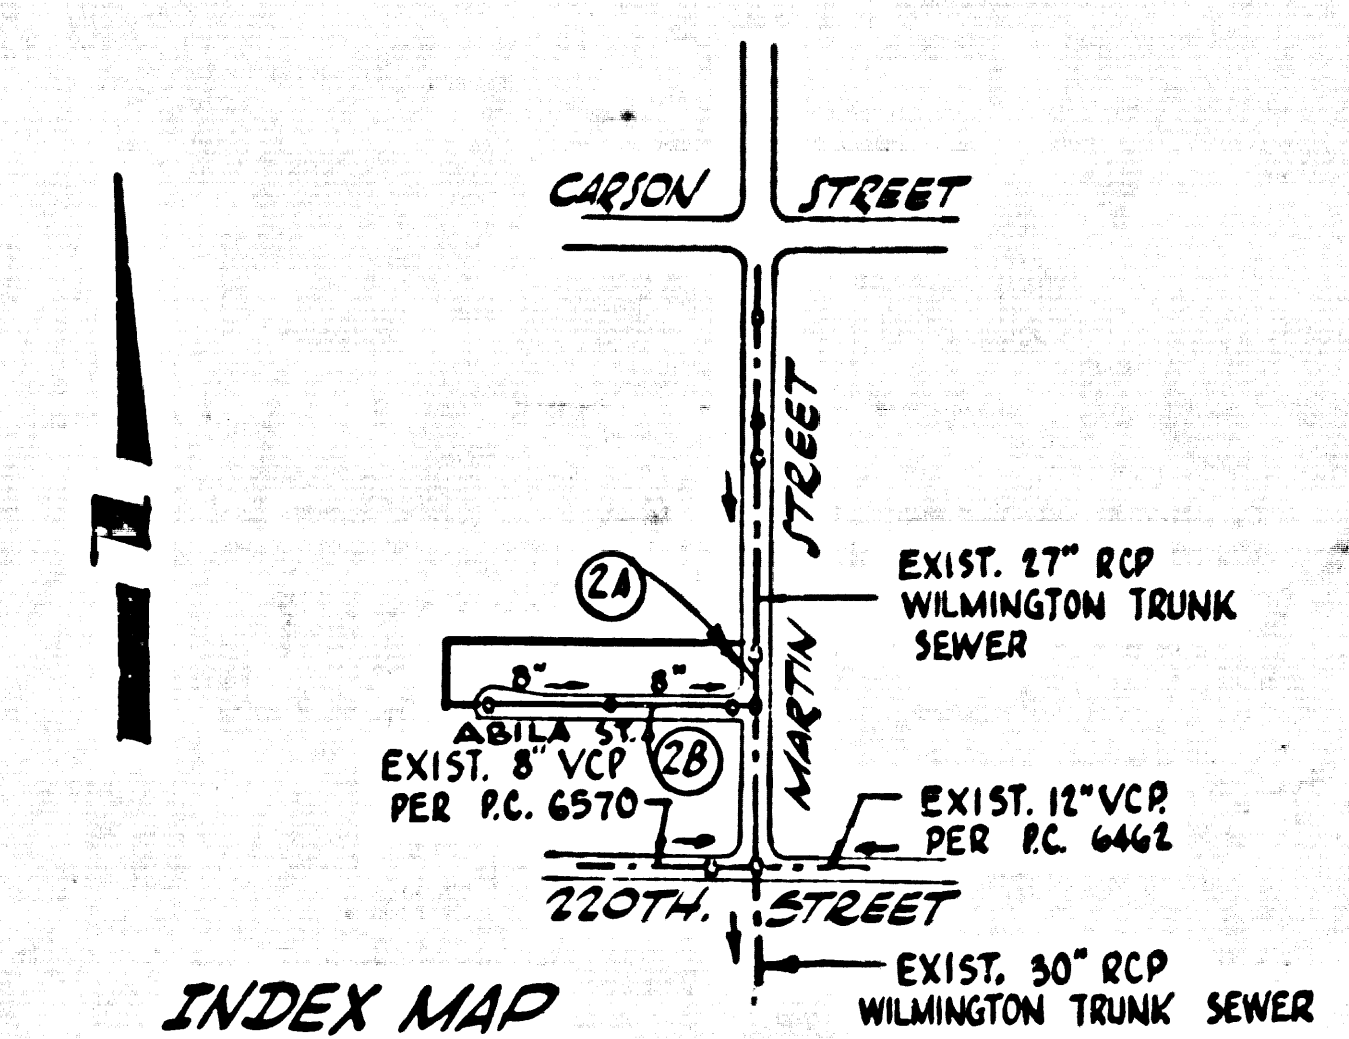 CARSON STREET
MARTIN STREET
EXIST. 27" RCP
WILMINGTON TRUNK
SEWER
2A
8" 8"
ABILA ST.
2B
EXIST. 8" VCP
PER P.C. 6570
EXIST. 12" VCP.
PER P.C. 6462
220TH. STREET
EXIST. 30" RCP
WILMINGTON TRUNK SEWER
INDEX MAP